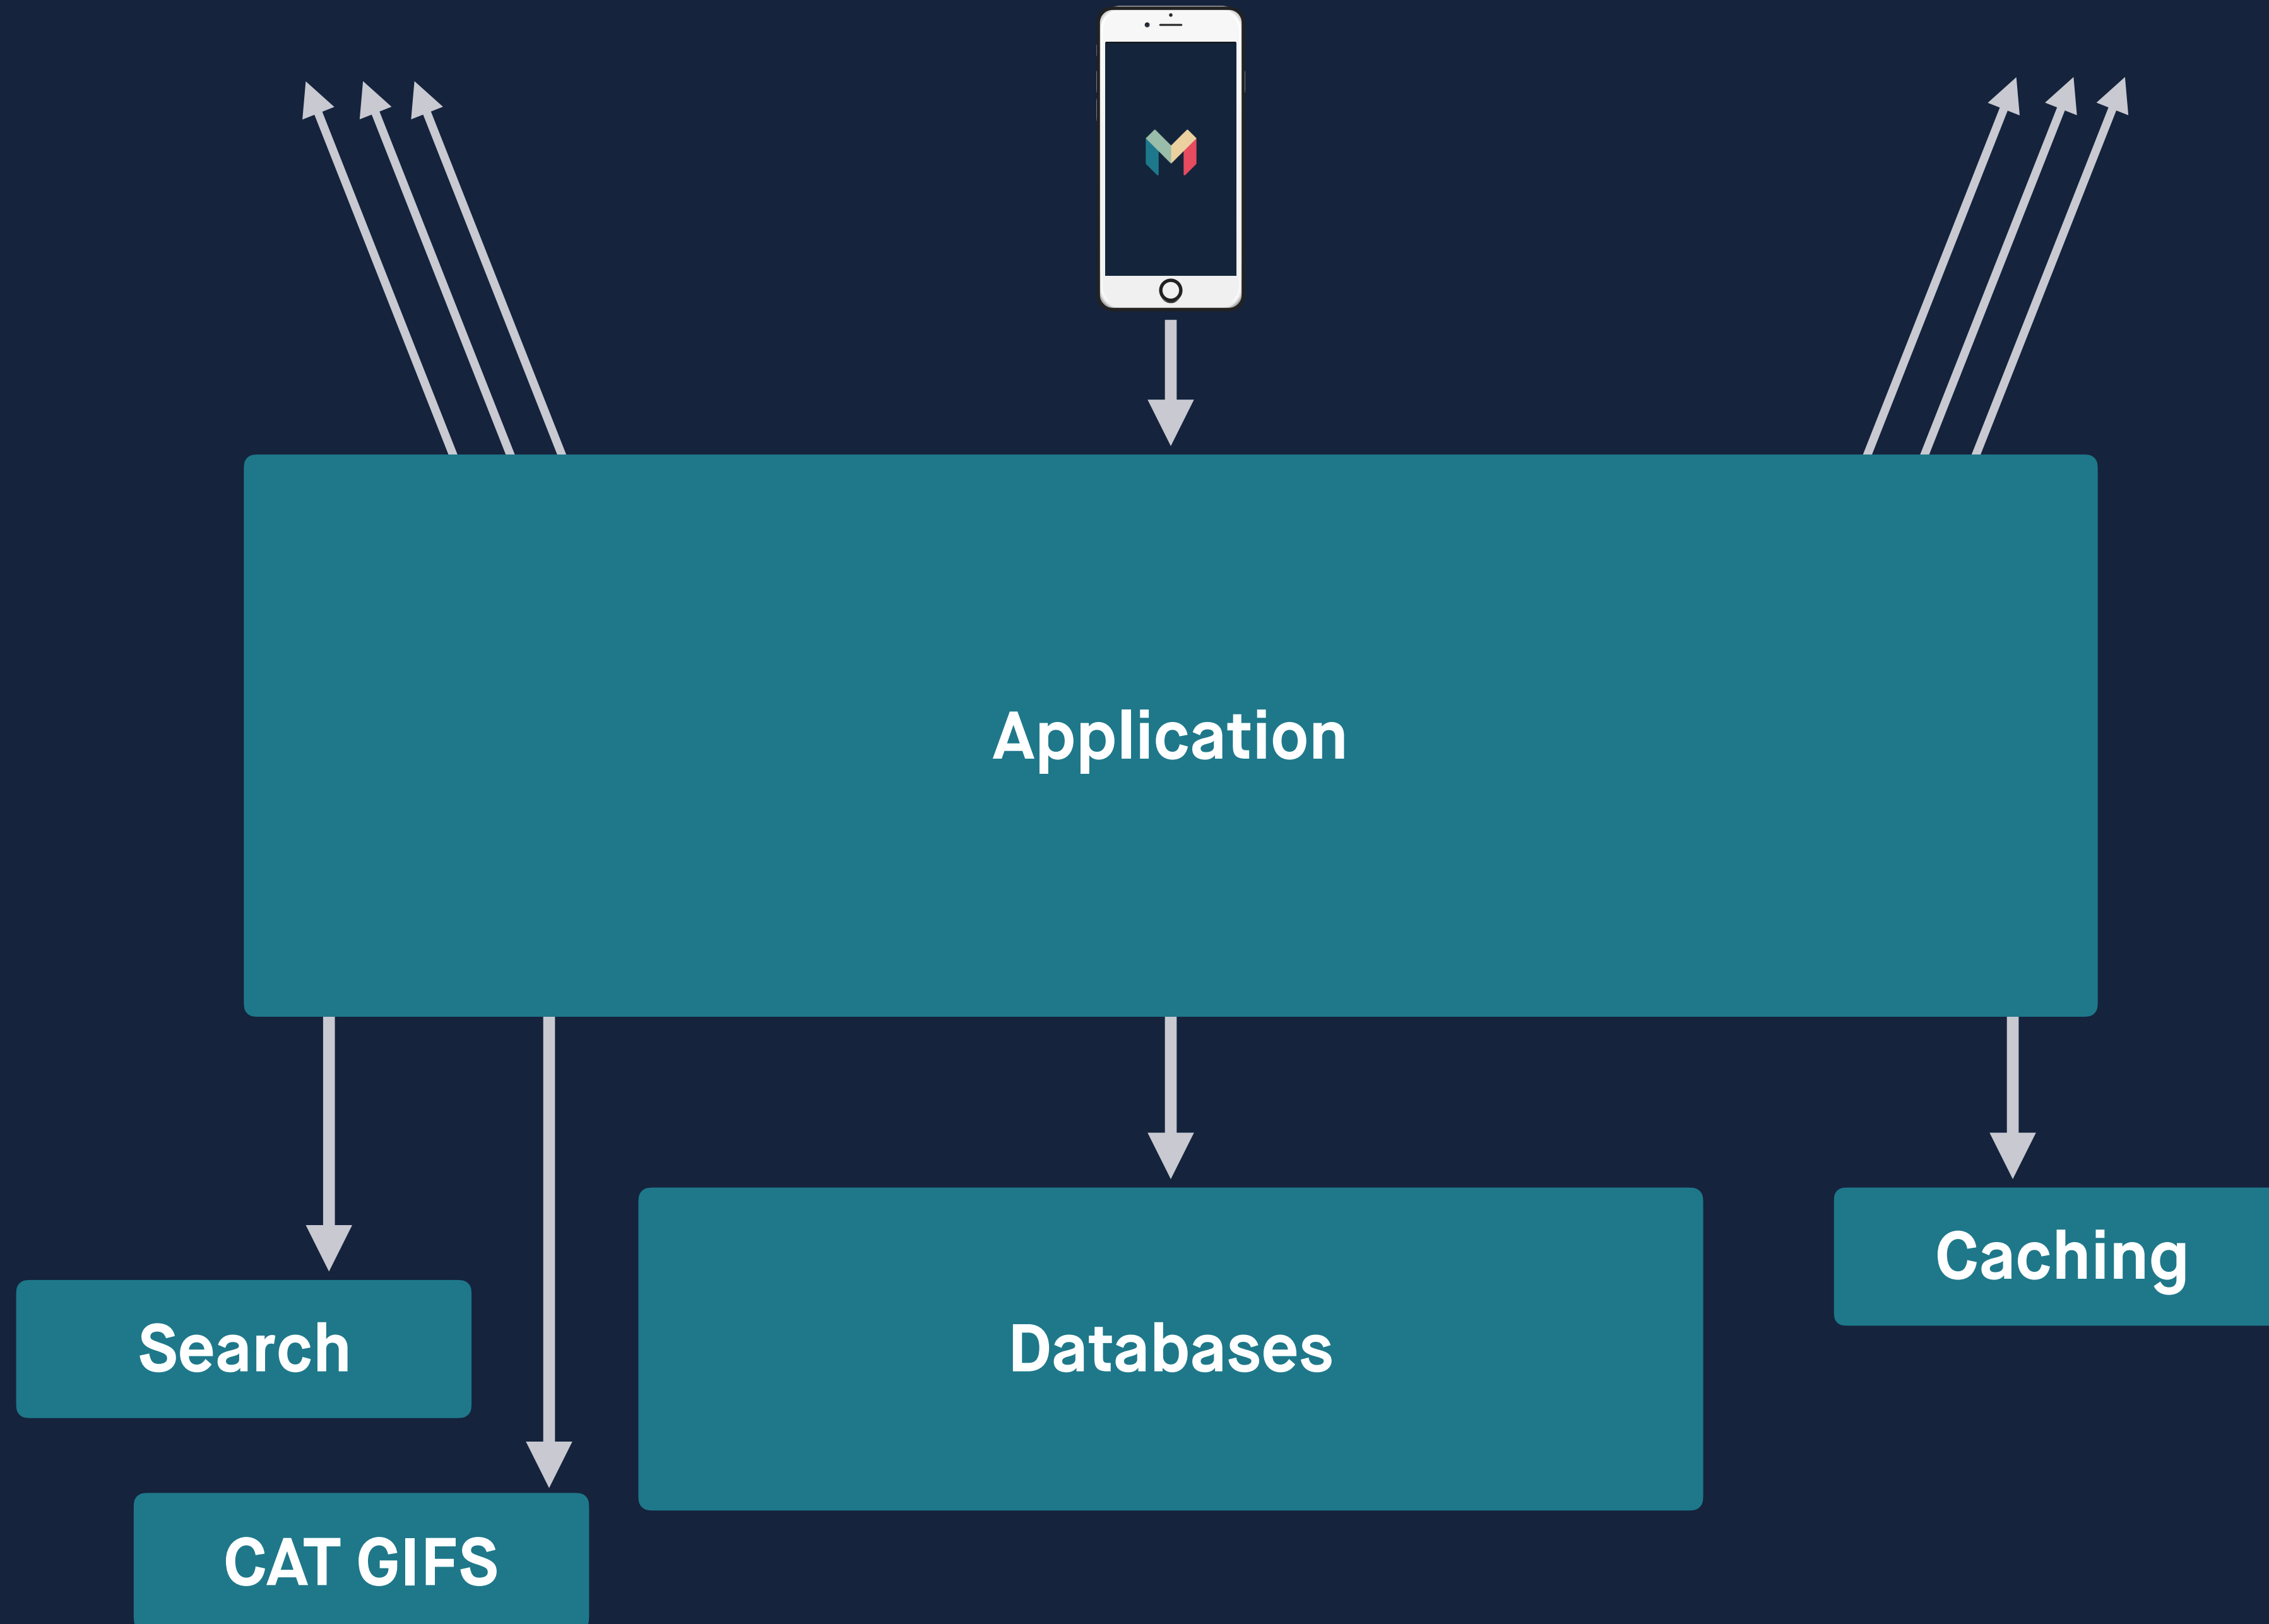 Application
Caching
Search
Databases
CAT GIFS